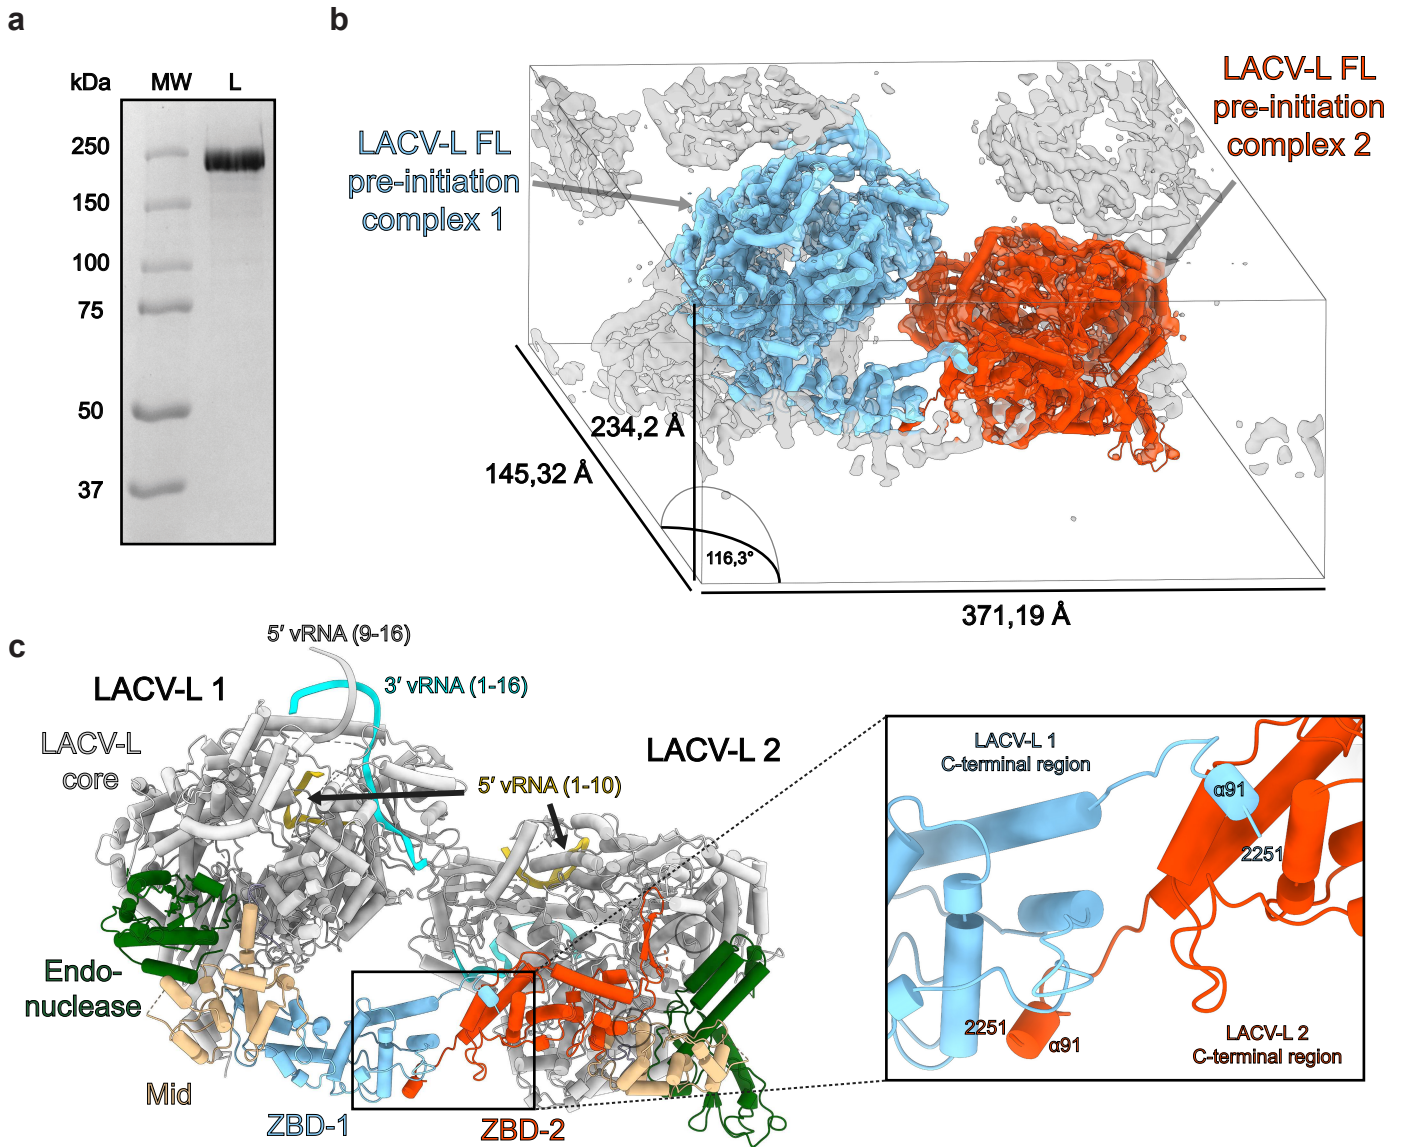 a
kDa MW L
250
150
100
75
50
37
b
LACV-L FL
pre-initiation
complex 1
LACV-L FL
pre-initiation
complex 2
234,2 Å
145,32 Å
116,3°
371,19 Å
c
5′ vRNA (9-16)
LACV-L 1
3′ vRNA (1-16)
LACV-L
core
LACV-L 2
5′ vRNA (1-10)
Endo-
nuclease
Mid
ZBD-1
ZBD-2
LACV-L 1
C-terminal region
α91
2251
2251
α91
LACV-L 2
C-terminal region